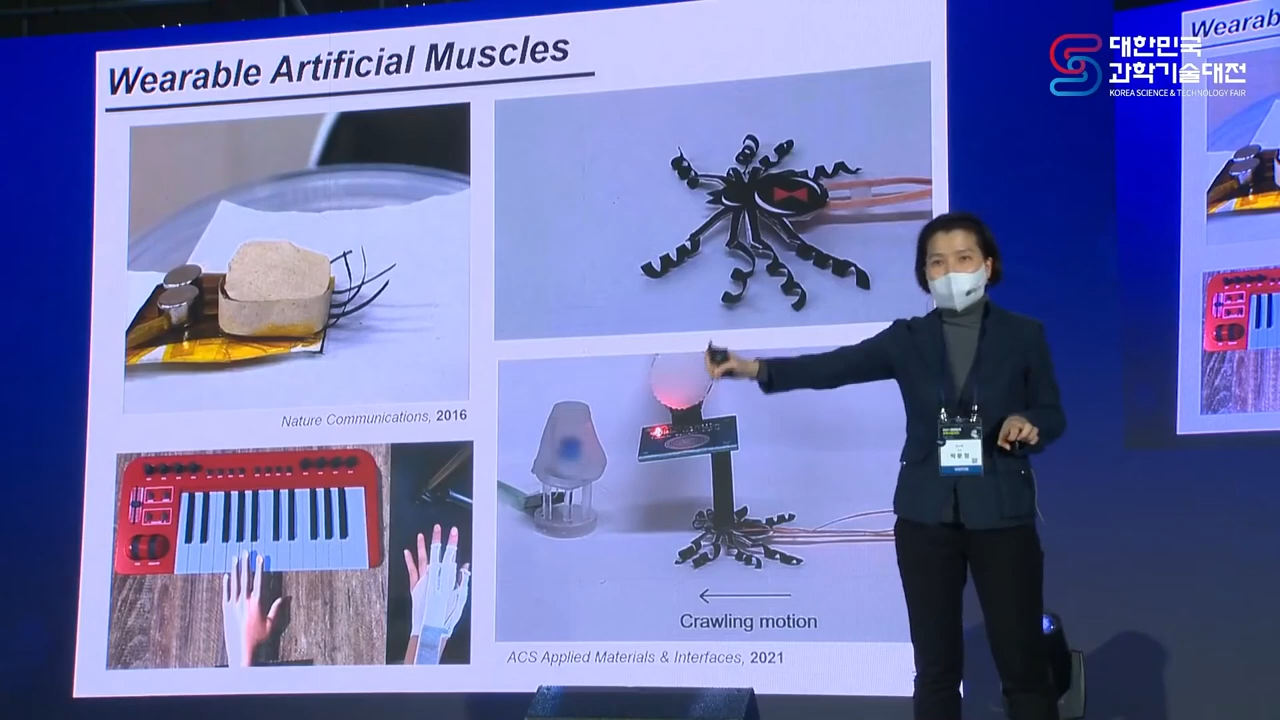 Wearable Artificial Muscles
Nature Communications, 2016
Crawling motion
ACS Applied Materials & Interfaces, 2021
대한민국
과학기술대전
KOREA SCIENCE & TECHNOLOGY FAIR
Wearab